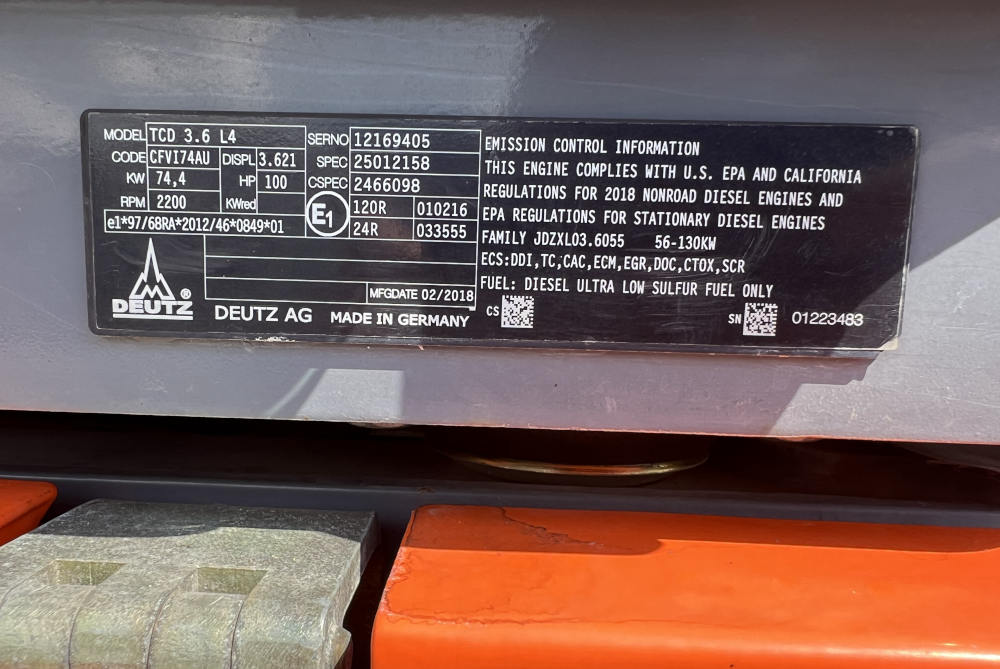 MODEL TCD 3.6 L4 SERNO 12169405
CODE CFVI74AU DISPL 3.621 SPEC 25012158
KW 74,4 HP 100 CSPEC 2466098
RPM 2200 KWred E1 120R 010216
e1*97/68RA*2012/46*0849*01 24R 033555
MFGDATE 02/2018
DEUTZ ®
DEUTZ AG MADE IN GERMANY
EMISSION CONTROL INFORMATION
THIS ENGINE COMPLIES WITH U.S. EPA AND CALIFORNIA
REGULATIONS FOR 2018 NONROAD DIESEL ENGINES AND
EPA REGULATIONS FOR STATIONARY DIESEL ENGINES
FAMILY JDZXL03.6055 56-130KW
ECS:DDI,TC,CAC,ECM,EGR,DOC,CTOX,SCR
FUEL: DIESEL ULTRA LOW SULFUR FUEL ONLY
CS SN 01223483